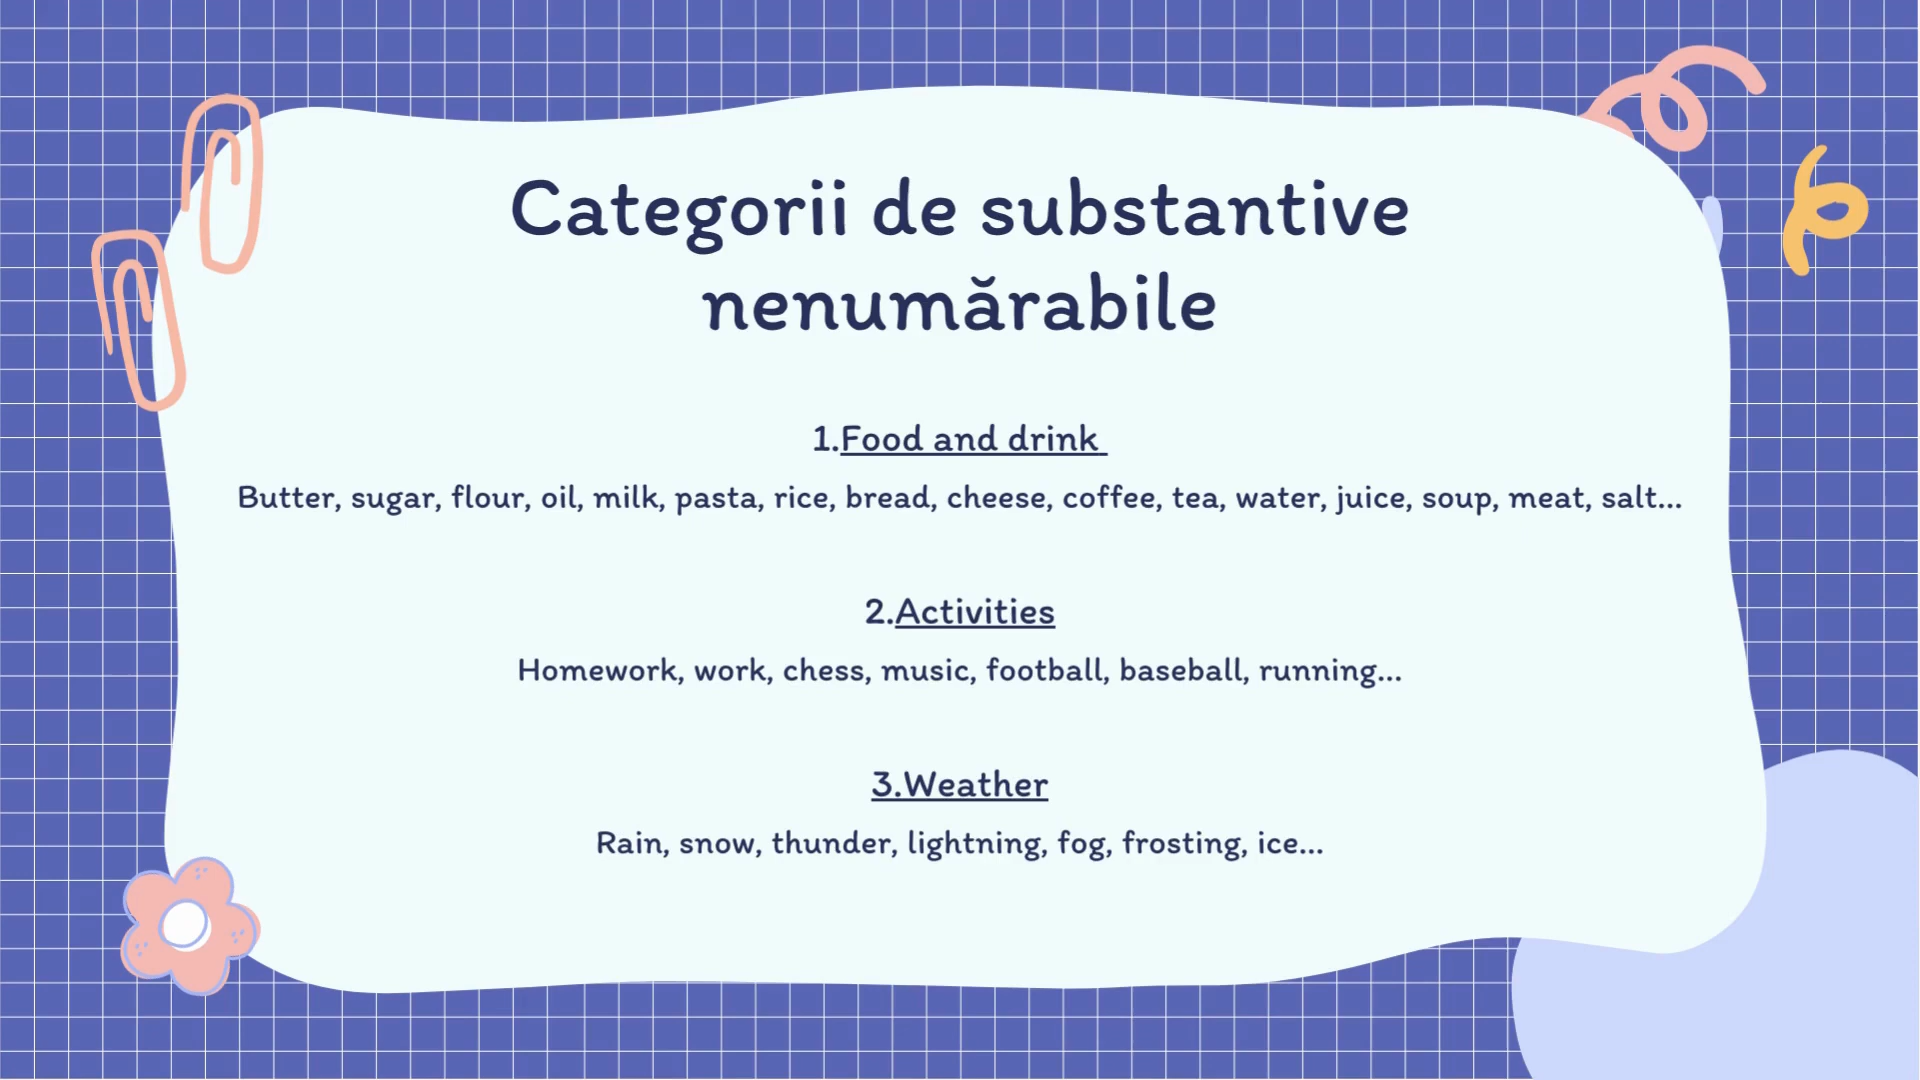 Categorii de substantive
nenumărabile
1.Food and drink
Butter, sugar, flour, oil, milk, pasta, rice, bread, cheese, coffee, tea, water, juice, soup, meat, salt...
2.Activities
Homework, work, chess, music, football, baseball, running...
3.Weather
Rain, snow, thunder, lightning, fog, frosting, ice...